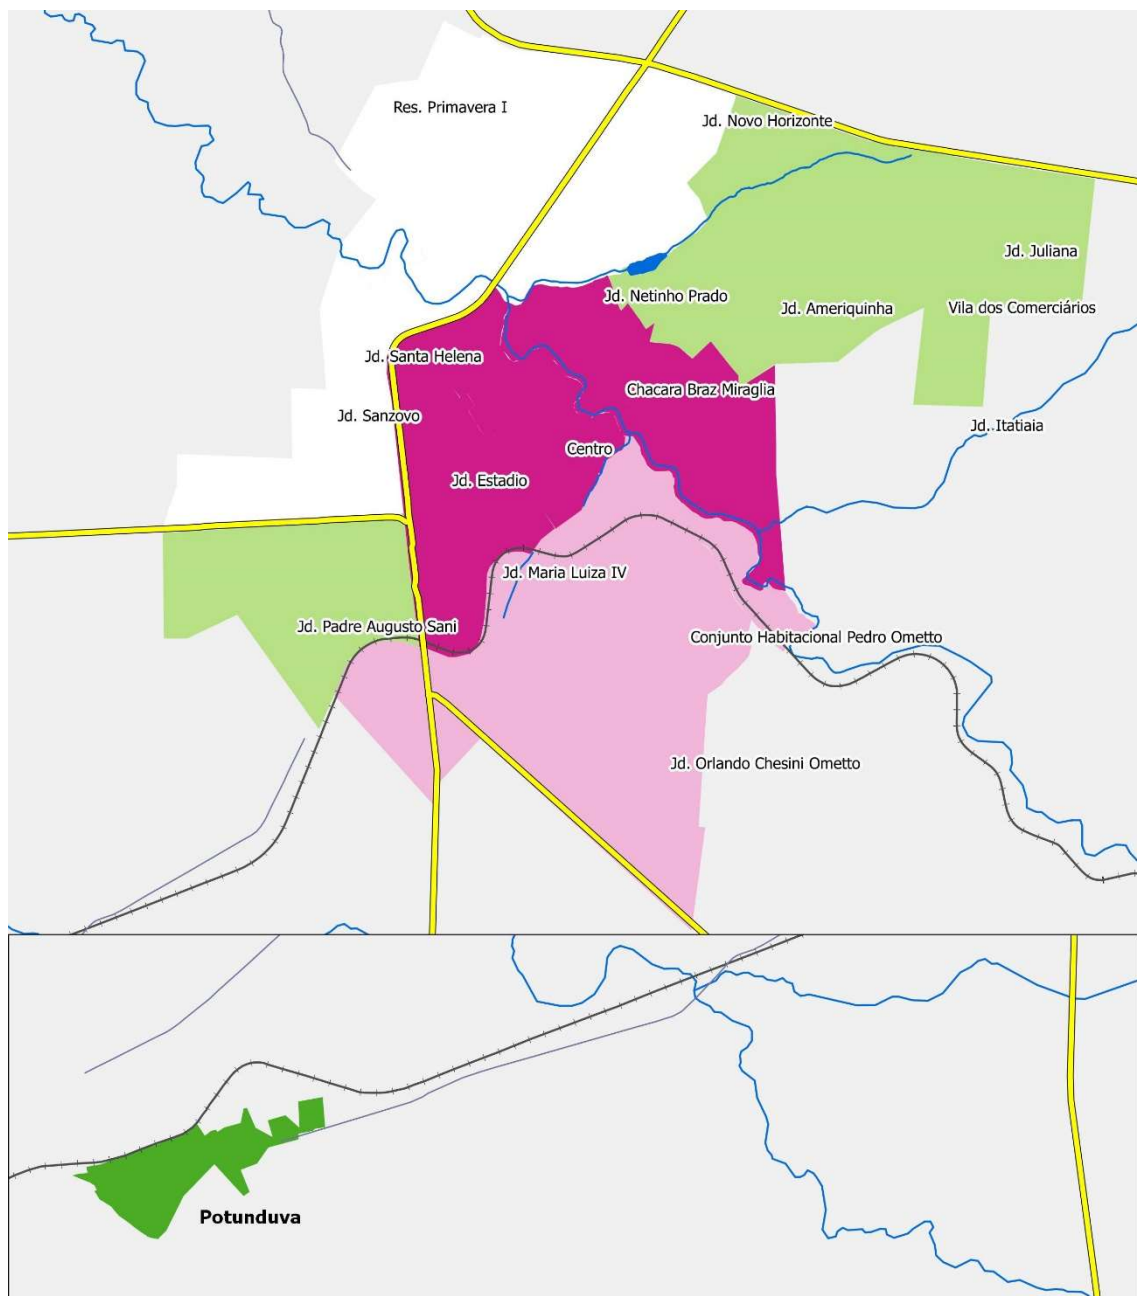 Res. Primavera I
Jd. Novo Horizonte
Jd. Juliana
Jd. Netinho Prado
Jd. Ameriquinha
Vila dos Comerciários
Jd. Santa Helena
Chacara Braz Miraglia
Jd. Sanzovo
Jd. Itatiaia
Centro
Jd. Estadio
Jd. Maria Luiza IV
Jd. Padre Augusto Sani
Conjunto Habitacional Pedro Ometto
Jd. Orlando Chesini Ometto
Potunduva